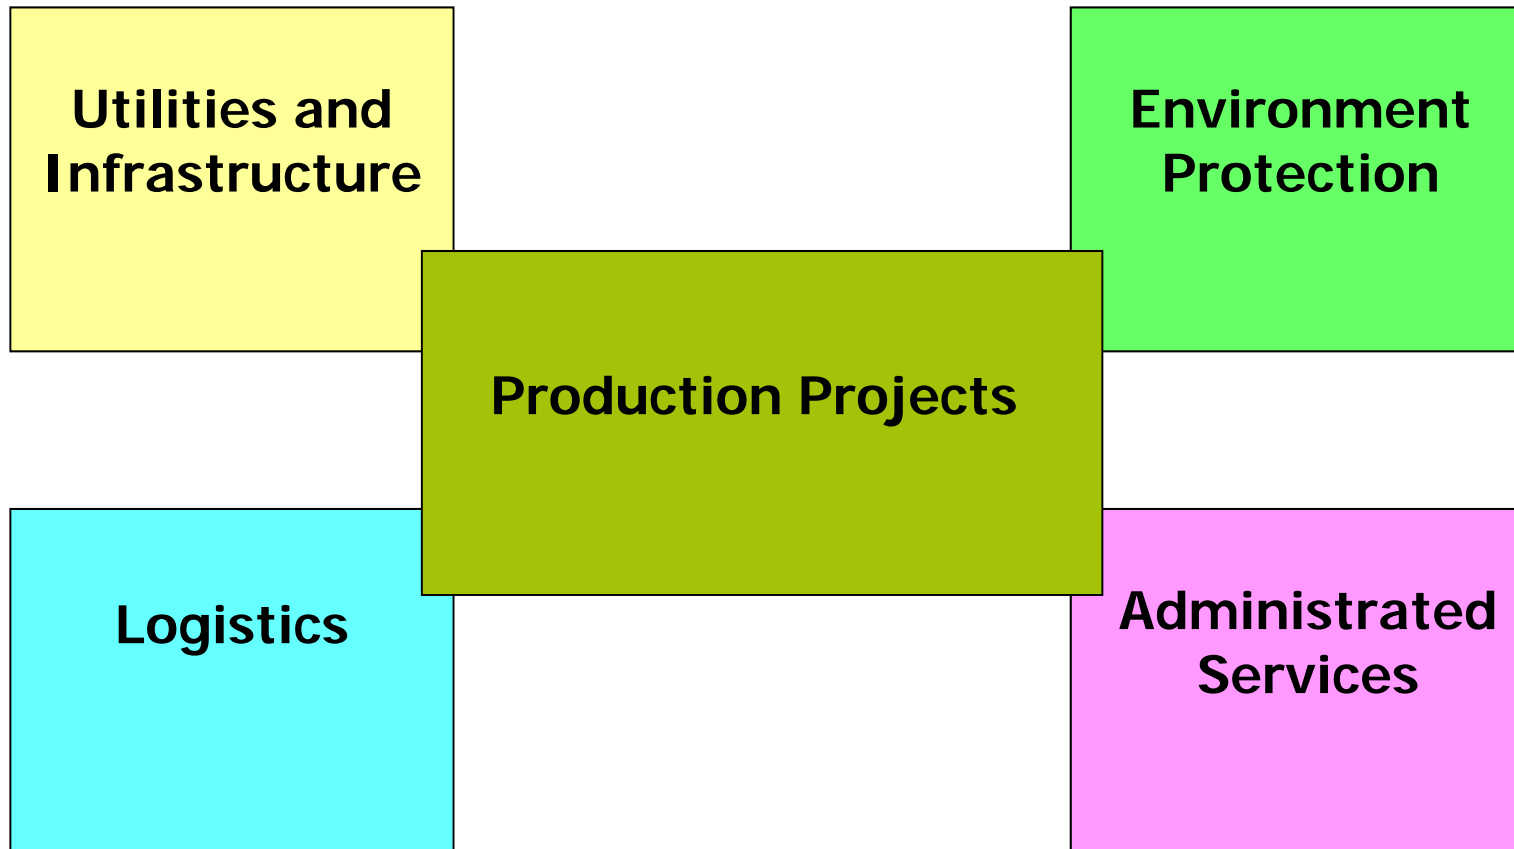 Utilities and
Infrastructure
Environment
Protection
Production Projects
Logistics
Administrated
Services